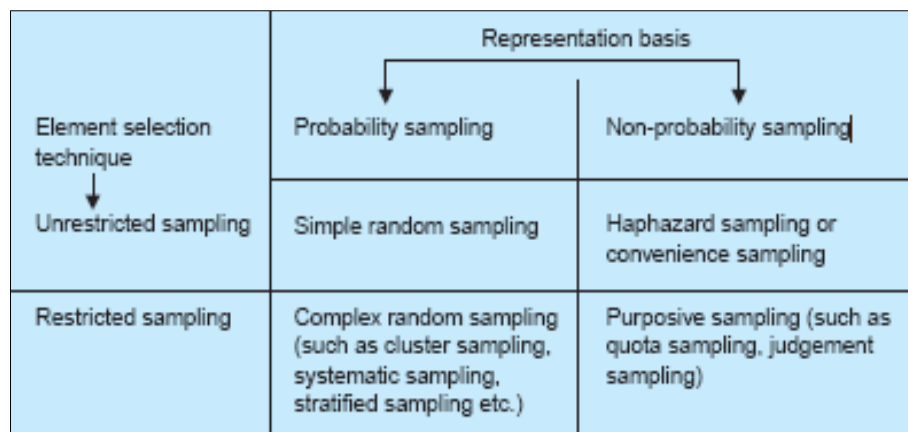 Representation basis
Element selection
technique
Probability sampling
Non-probability sampling
Unrestricted sampling
Simple random sampling
Haphazard sampling or
convenience sampling
Restricted sampling
Complex random sampling
(such as cluster sampling,
systematic sampling,
stratified sampling etc.)
Purposive sampling (such as
quota sampling, judgement
sampling)